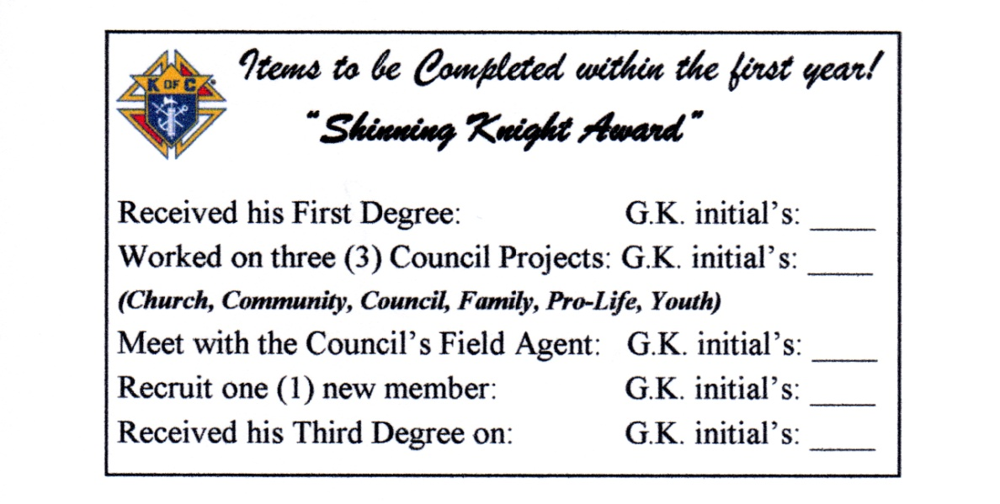 K OF C
Items to be Completed within the first year!
"Shinning Knight Award"
Received his First Degree: G.K. initial's: ____
Worked on three (3) Council Projects: G.K. initial's: ____
(Church, Community, Council, Family, Pro-Life, Youth)
Meet with the Council's Field Agent: G.K. initial's: ____
Recruit one (1) new member: G.K. initial's: ____
Received his Third Degree on: G.K. initial's: ____